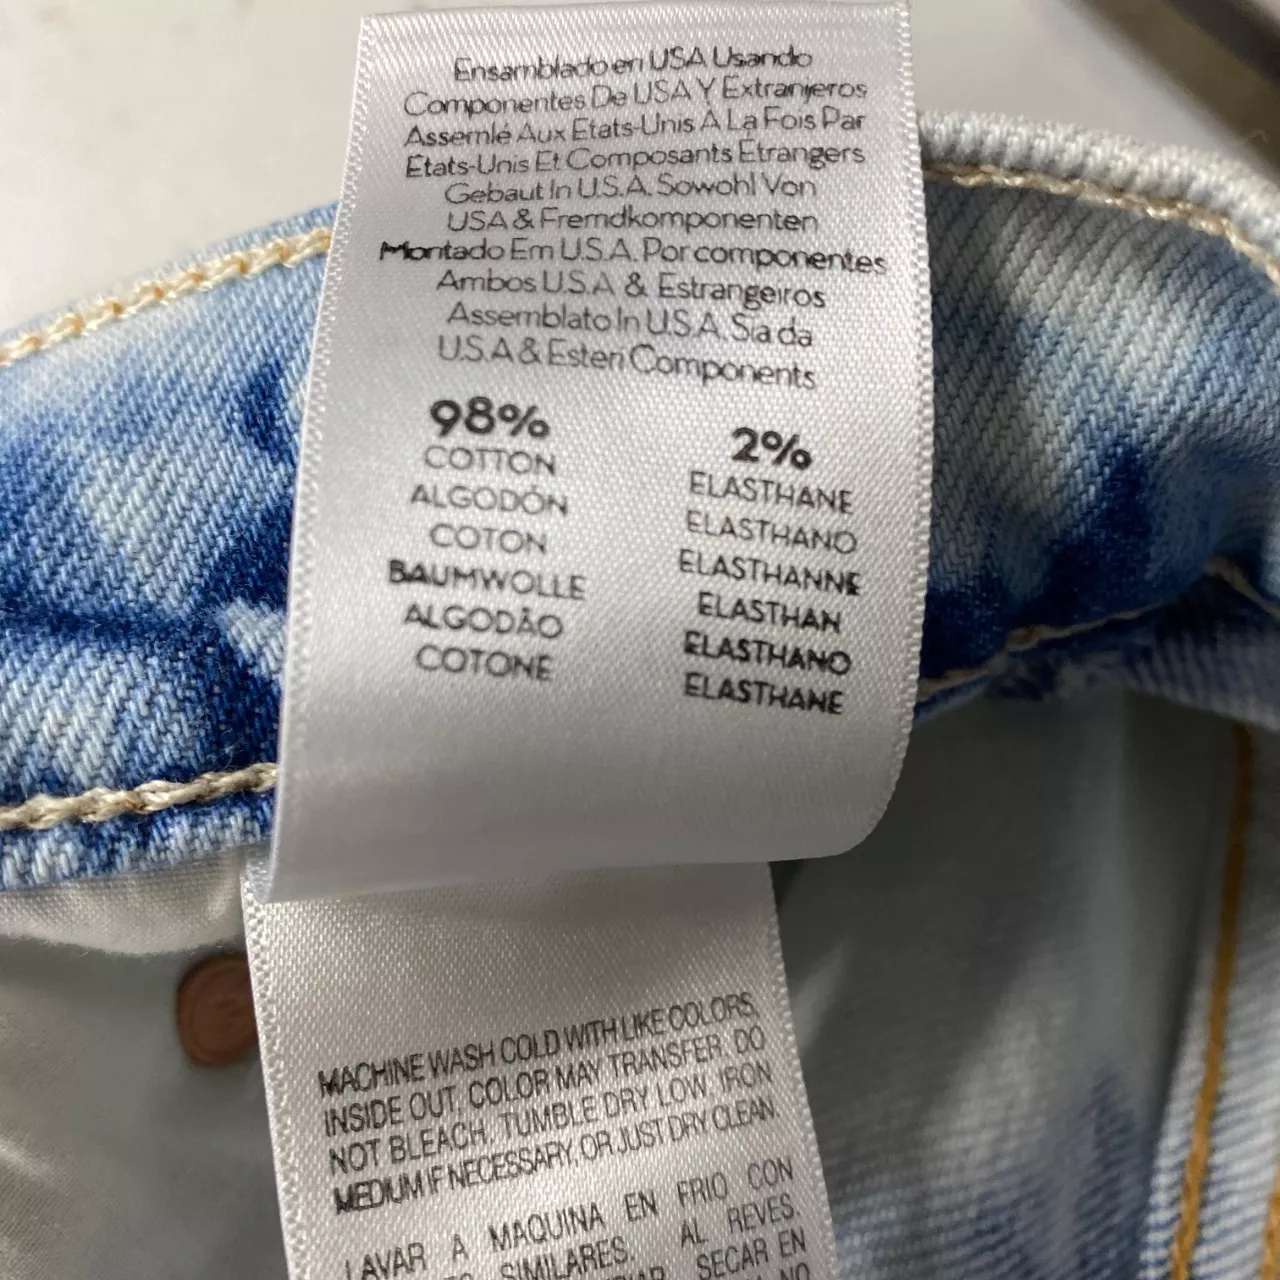 Ensamblado en USA Usando
Componentes De USA Y Extranjeros
Assemlé Aux Etats-Unis À La Fois Par
Etats-Unis Et Composants Étrangers
Gebaut In U.S.A. Sowohl Von
USA & Fremdkomponenten
Montado Em U.S.A. Por componentes
Ambos U.S.A & Estrangeiros
Assemblato In U.S.A. Sia da
U.S.A & Esteri Components
98%
COTTON
ALGODÓN
COTON
BAUMWOLLE
ALGODÃO
COTONE
2%
ELASTHANE
ELASTHANO
ELASTHANNE
ELASTHAN
ELASTHANO
ELASTHANE
MACHINE WASH COLD WITH LIKE COLORS,
INSIDE OUT. COLOR MAY TRANSFER. DO
NOT BLEACH. TUMBLE DRY LOW. IRON
MEDIUM IF NECESSARY, OR JUST DRY CLEAN.
LAVAR A MAQUINA EN FRIO CON
SIMILARES. AL REVES.
SECAR EN
NO